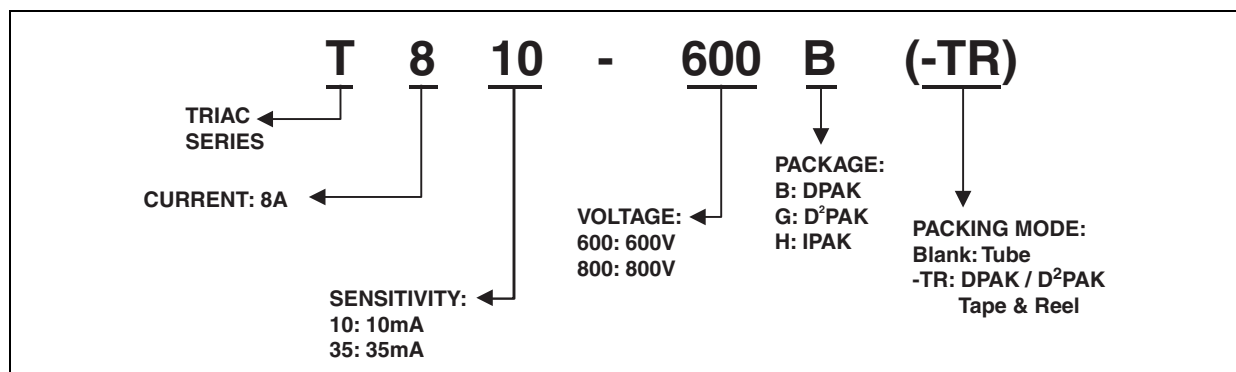 T 8 10 - 600 B (-TR)
TRIAC
SERIES
CURRENT: 8A
SENSITIVITY:
10: 10mA
35: 35mA
VOLTAGE:
600: 600V
800: 800V
PACKAGE:
B: DPAK
G: D²PAK
H: IPAK
PACKING MODE:
Blank: Tube
-TR: DPAK / D²PAK
Tape & Reel